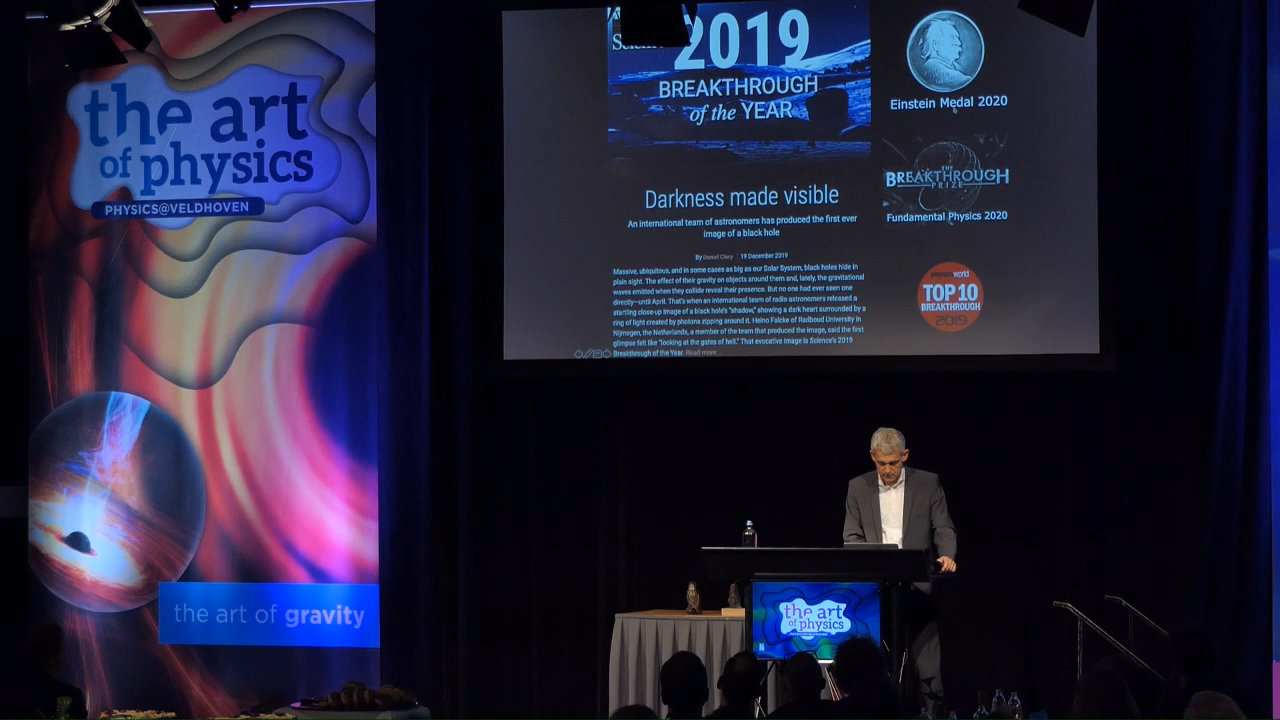 the art
of physics
PHYSICS@VELDHOVEN
the art of gravity
2019
BREAKTHROUGH
of the YEAR
Darkness made visible
An international team of astronomers has produced the first ever
image of a black hole
By Daniel Clery 19 December 2019
Massive, ubiquitous, and in some cases as big as our Solar System, black holes hide in
plain sight. The effect of their gravity on objects around them and, lately, the gravitational
waves emitted when they collide reveal their presence. But no one had ever seen one
directly—until April. That's when an international team of radio astronomers released a
startling close-up image of a black hole's "shadow," showing a dark heart surrounded by a
ring of light created by photons zipping around it. Heino Falcke of Radboud University in
Nijmegen, the Netherlands, a member of the team that produced the image, said the first
glimpse felt like "looking at the gates of hell." That evocative image is Science's 2019
Breakthrough of the Year. Read more...
Einstein Medal 2020
THE
BREAKTHROUGH
PRIZE
Fundamental Physics 2020
physicsworld
TOP 10
BREAKTHROUGH
2019
the art
of physics